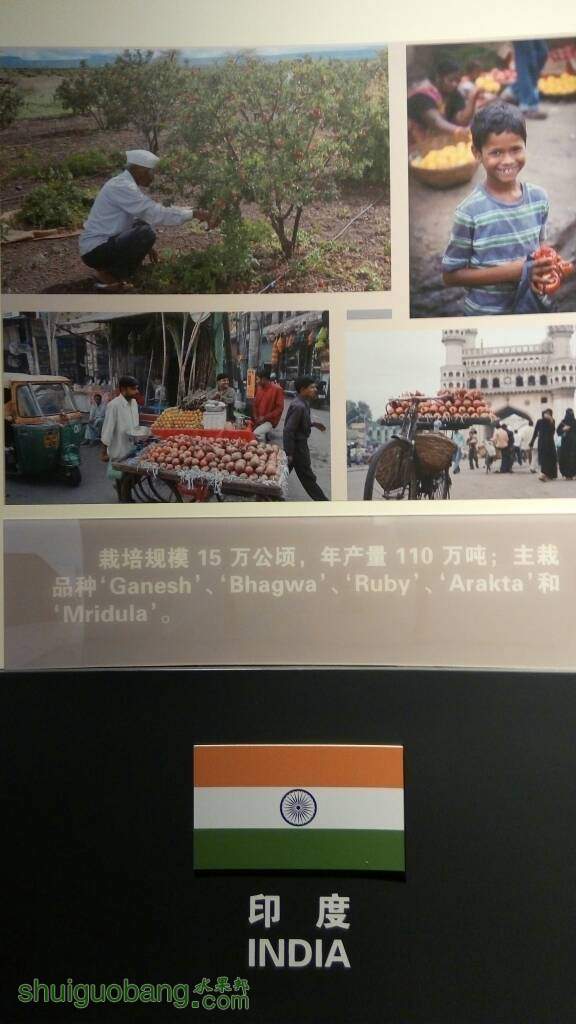 栽培规模 15 万公顷，年产量 110 万吨；主栽
品种‘Ganesh’、‘Bhagwa’、‘Ruby’、‘Arakta’和
‘Mridula’。
印 度
INDIA
shuiguobang.com
水果邦